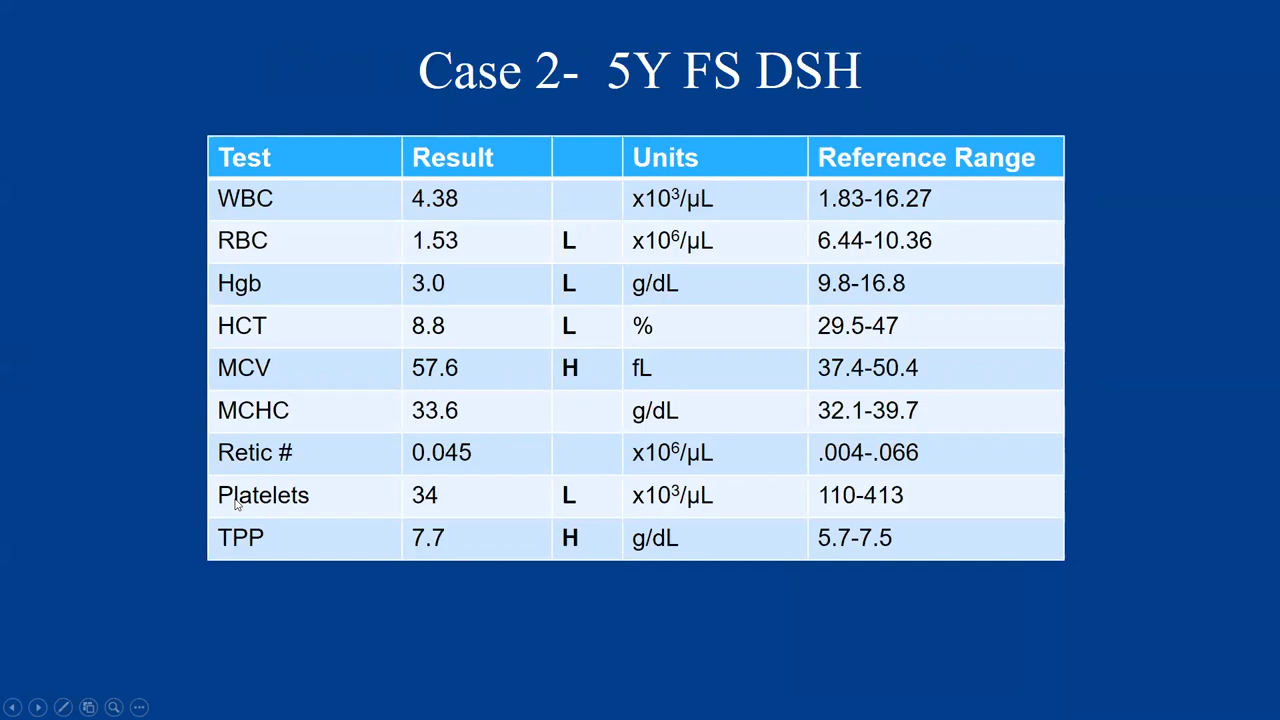 Case 2- 5Y FS DSH
Test Result Units Reference Range
WBC 4.38 x10³/µL 1.83-16.27
RBC 1.53 L x10⁶/µL 6.44-10.36
Hgb 3.0 L g/dL 9.8-16.8
HCT 8.8 L % 29.5-47
MCV 57.6 H fL 37.4-50.4
MCHC 33.6 g/dL 32.1-39.7
Retic # 0.045 x10⁶/µL .004-.066
Platelets 34 L x10³/µL 110-413
TPP 7.7 H g/dL 5.7-7.5